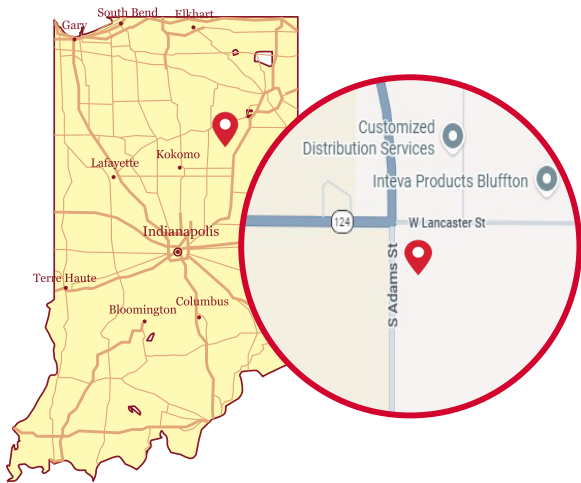 South Bend
Elkhart
Gary
Kokomo
Lafayette
Indianapolis
Terre Haute
Columbus
Bloomington
Customized
Distribution Services
Inteva Products Bluffton
124
W Lancaster St
S Adams St